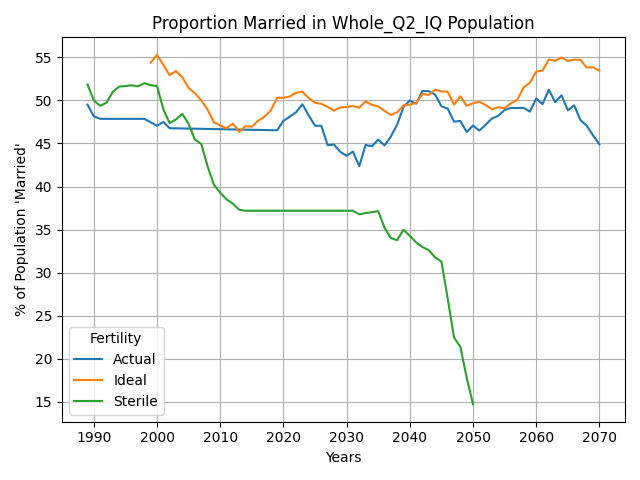 Proportion Married in Whole_Q2_IQ Population
% of Population 'Married'
55
50
45
40
35
30
25
20
15
Fertility
Actual
Ideal
Sterile
1990 2000 2010 2020 2030 2040 2050 2060 2070
Years